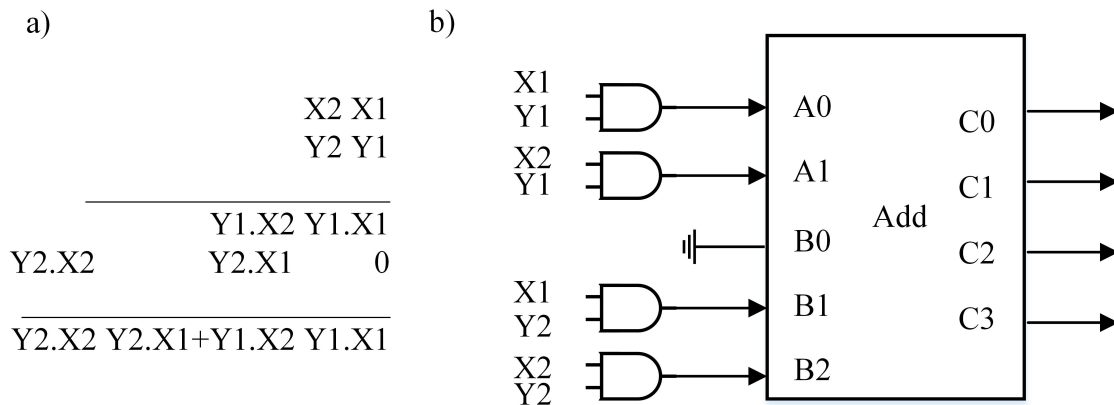 a)
X2 X1
Y2 Y1
Y1.X2 Y1.X1
Y2.X2 Y2.X1 0
Y2.X2 Y2.X1+Y1.X2 Y1.X1
b)
X1
Y1
X2
Y1
X1
Y2
X2
Y2
A0
A1
B0
B1
B2
Add
C0
C1
C2
C3